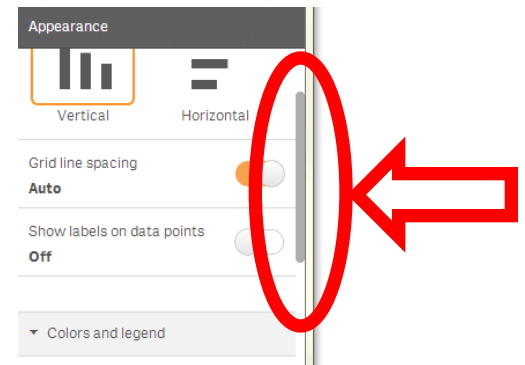 Appearance
Vertical Horizontal
Grid line spacing
Auto
Show labels on data points
Off
Colors and legend